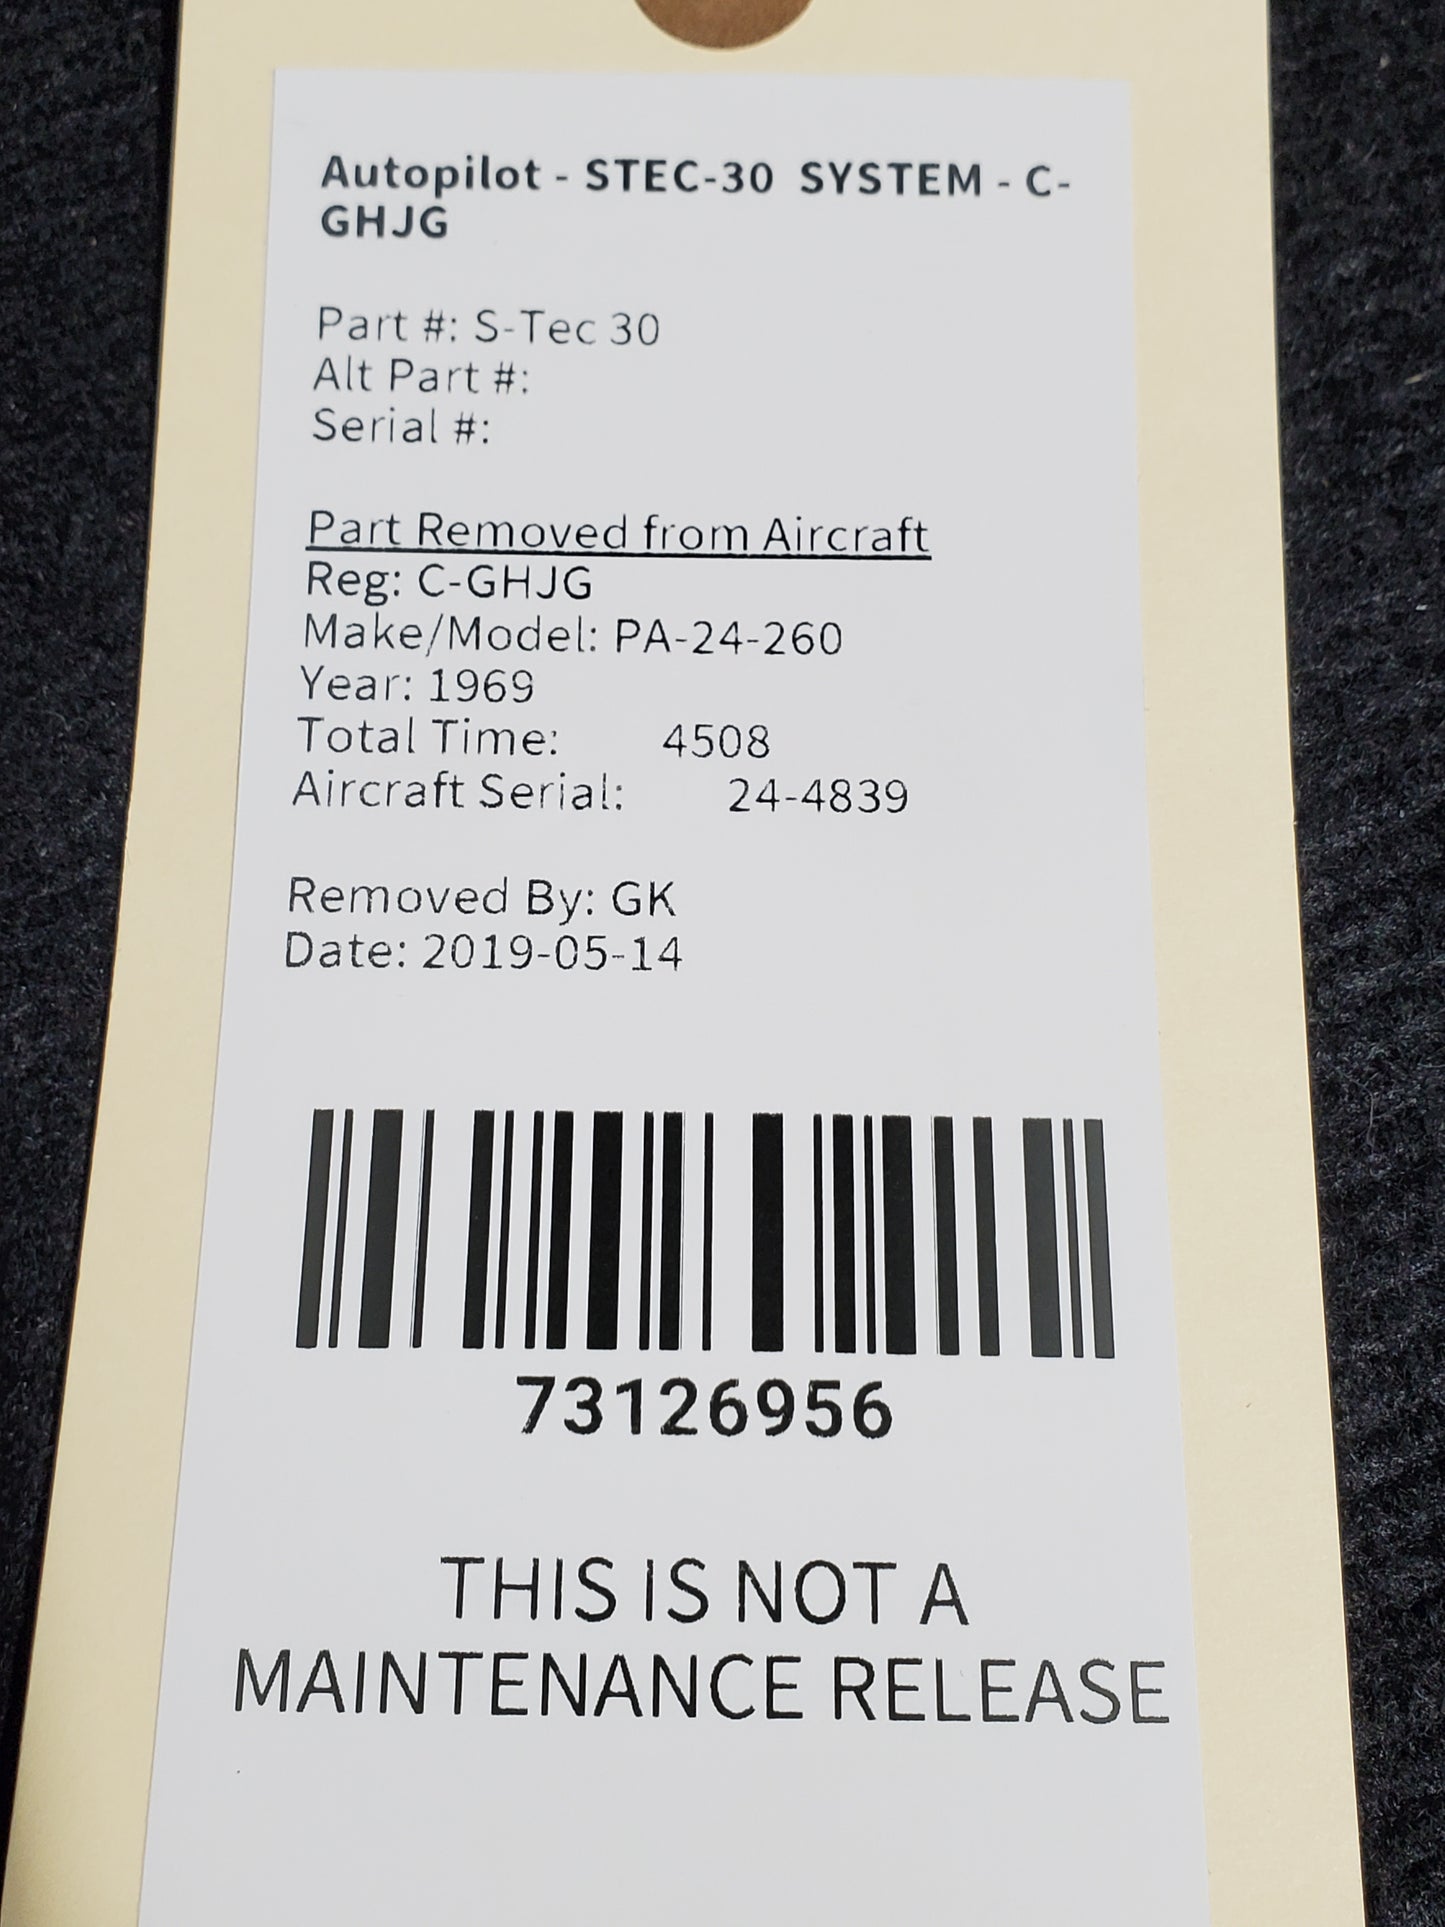 Autopilot - STEC-30 SYSTEM - C-
GHJG
Part #: S-Tec 30
Alt Part #:
Serial #:
Part Removed from Aircraft
Reg: C-GHJG
Make/Model: PA-24-260
Year: 1969
Total Time: 4508
Aircraft Serial: 24-4839
Removed By: GK
Date: 2019-05-14
73126956
THIS IS NOT A
MAINTENANCE RELEASE